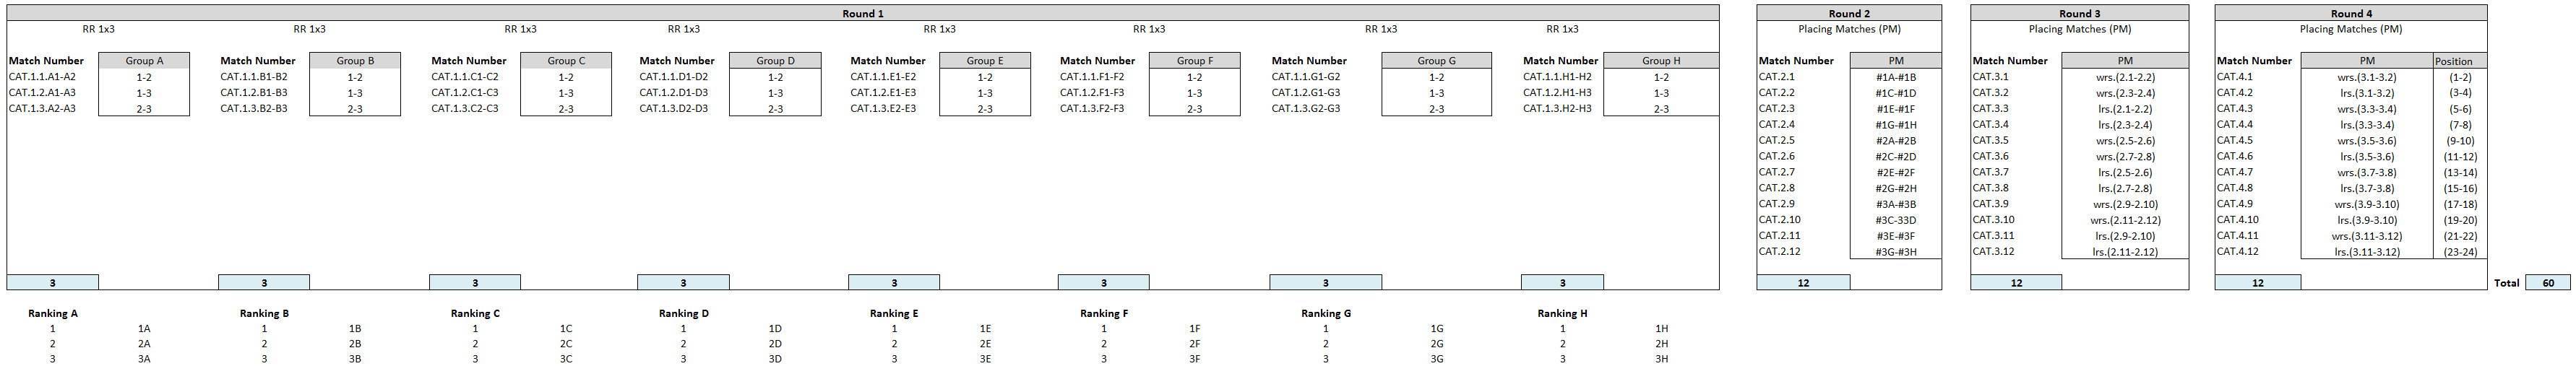 Round 1 Round 2 Round 3 Round 4
RR 1x3 RR 1x3 RR 1x3 RR 1x3 RR 1x3 RR 1x3 RR 1x3 RR 1x3 Placing Matches (PM) Placing Matches (PM) Placing Matches (PM)
Match Number Group A Match Number Group B Match Number Group C Match Number Group D Match Number Group E Match Number Group F Match Number Group G Match Number Group H Match Number PM Match Number PM Match Number PM Position
CAT.1.1.A1-A2 1-2 CAT.1.1.B1-B2 1-2 CAT.1.1.C1-C2 1-2 CAT.1.1.D1-D2 1-2 CAT.1.1.E1-E2 1-2 CAT.1.1.F1-F2 1-2 CAT.1.1.G1-G2 1-2 CAT.1.1.H1-H2 1-2 CAT.2.1 #1A-#1B CAT.3.1 wrs.(2.1-2.2) CAT.4.1 wrs.(3.1-3.2) (1-2)
CAT.1.2.A1-A3 1-3 CAT.1.2.B1-B3 1-3 CAT.1.2.C1-C3 1-3 CAT.1.2.D1-D3 1-3 CAT.1.2.E1-E3 1-3 CAT.1.2.F1-F3 1-3 CAT.1.2.G1-G3 1-3 CAT.1.2.H1-H3 1-3 CAT.2.2 #1C-#1D CAT.3.2 wrs.(2.3-2.4) CAT.4.2 lrs.(3.1-3.2) (3-4)
CAT.1.3.A2-A3 2-3 CAT.1.3.B2-B3 2-3 CAT.1.3.C2-C3 2-3 CAT.1.3.D2-D3 2-3 CAT.1.3.E2-E3 2-3 CAT.1.3.F2-F3 2-3 CAT.1.3.G2-G3 2-3 CAT.1.3.H2-H3 2-3 CAT.2.3 #1E-#1F CAT.3.3 lrs.(2.1-2.2) CAT.4.3 wrs.(3.3-3.4) (5-6)
CAT.2.4 #1G-#1H CAT.3.4 lrs.(2.3-2.4) CAT.4.4 lrs.(3.3-3.4) (7-8)
CAT.2.5 #2A-#2B CAT.3.5 wrs.(2.5-2.6) CAT.4.5 wrs.(3.5-3.6) (9-10)
CAT.2.6 #2C-#2D CAT.3.6 wrs.(2.7-2.8) CAT.4.6 lrs.(3.5-3.6) (11-12)
CAT.2.7 #2E-#2F CAT.3.7 lrs.(2.5-2.6) CAT.4.7 wrs.(3.7-3.8) (13-14)
CAT.2.8 #2G-#2H CAT.3.8 lrs.(2.7-2.8) CAT.4.8 lrs.(3.7-3.8) (15-16)
CAT.2.9 #3A-#3B CAT.3.9 wrs.(2.9-2.10) CAT.4.9 wrs.(3.9-3.10) (17-18)
CAT.2.10 #3C-33D CAT.3.10 wrs.(2.11-2.12) CAT.4.10 lrs.(3.9-3.10) (19-20)
CAT.2.11 #3E-#3F CAT.3.11 lrs.(2.9-2.10) CAT.4.11 wrs.(3.11-3.12) (21-22)
CAT.2.12 #3G-#3H CAT.3.12 lrs.(2.11-2.12) CAT.4.12 lrs.(3.11-3.12) (23-24)
3 3 3 3 3 3 3 3 12 12 12 Total 60
Ranking A Ranking B Ranking C Ranking D Ranking E Ranking F Ranking G Ranking H
1 1A 1 1B 1 1C 1 1D 1 1E 1 1F 1 1G 1 1H
2 2A 2 2B 2 2C 2 2D 2 2E 2 2F 2 2G 2 2H
3 3A 3 3B 3 3C 3 3D 3 3E 3 3F 3 3G 3 3H